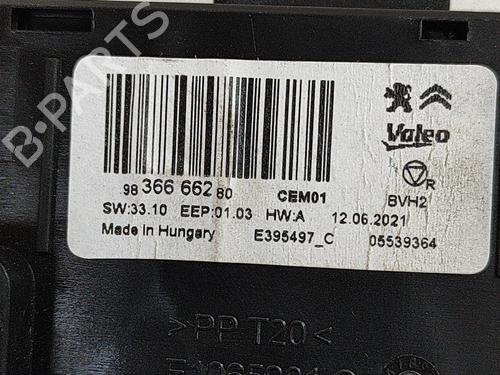 B-PARTS
Valeo
R
98 366 662 80 CEM01 BVH2
SW:33.10 EEP:01.03 HW:A 12.06.2021
Made in Hungary E395497_C 05539364
>PP T20<